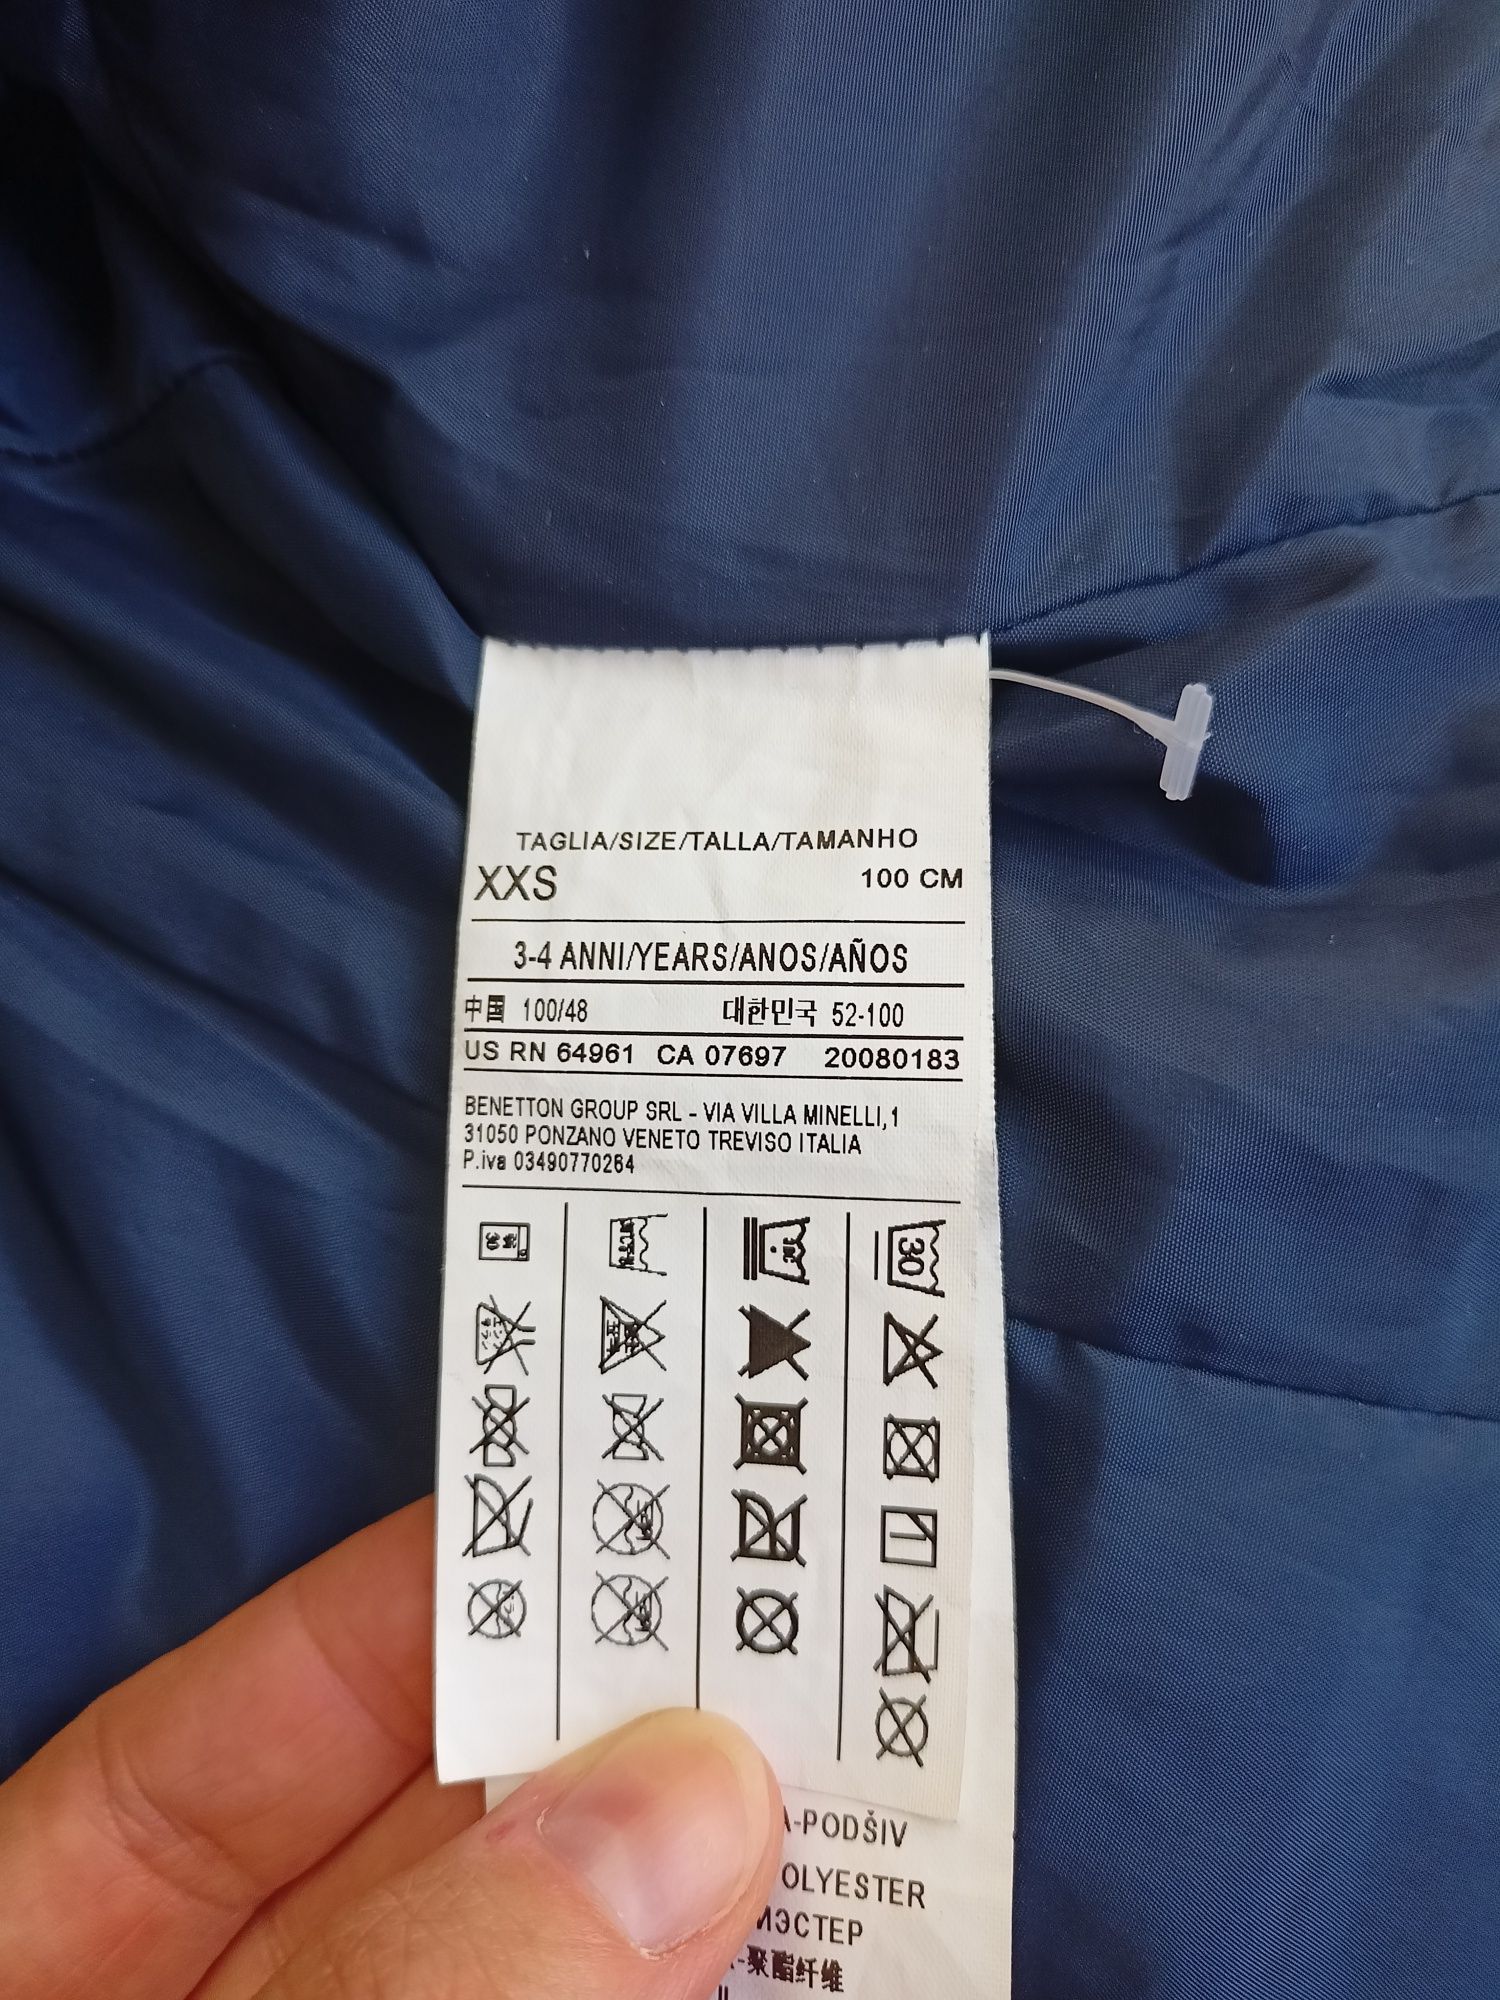 TAGLIA/SIZE/TALLA/TAMANHO
XXS 100 CM
3-4 ANNI/YEARS/ANOS/AÑOS
中国 100/48 대한민국 52-100
US RN 64961 CA 07697 20080183
BENETTON GROUP SRL - VIA VILLA MINELLI,1
31050 PONZANO VENETO TREVISO ITALIA
P.iva 03490770264
30
30
A-PODŠIV
OLYESTER
ИЭСТЕР
-聚酯纤维